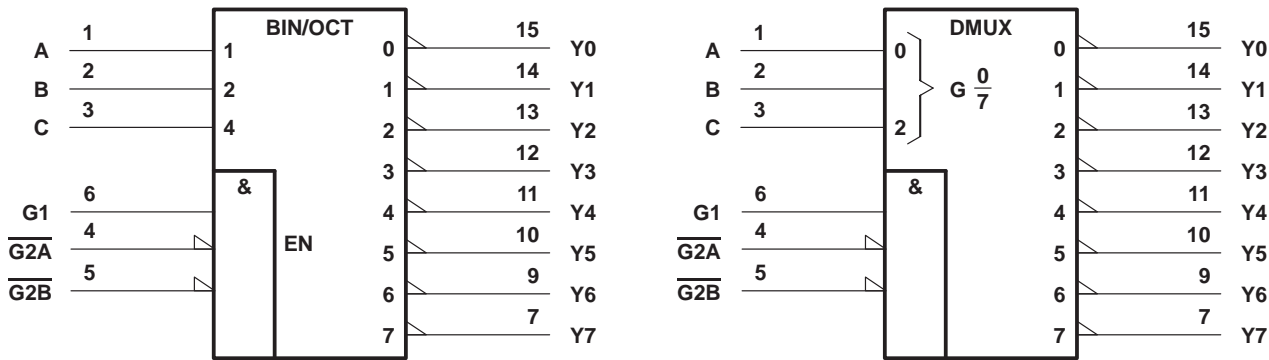 BIN/OCT
1 15
A 1 0 Y0
2 14
B 2 1 Y1
3 13
C 4 2 Y2
12
3 Y3
& 11
6 4 Y4
G1
4 10
G2A EN 5 Y5
5 9
G2B 6 Y6
7
7 Y7
DMUX
1 15
A 0 0 Y0
2 14
B G 0/7 1 Y1
3 13
C 2 2 Y2
12
3 Y3
& 11
6 4 Y4
G1
4 10
G2A 5 Y5
5 9
G2B 6 Y6
7
7 Y7